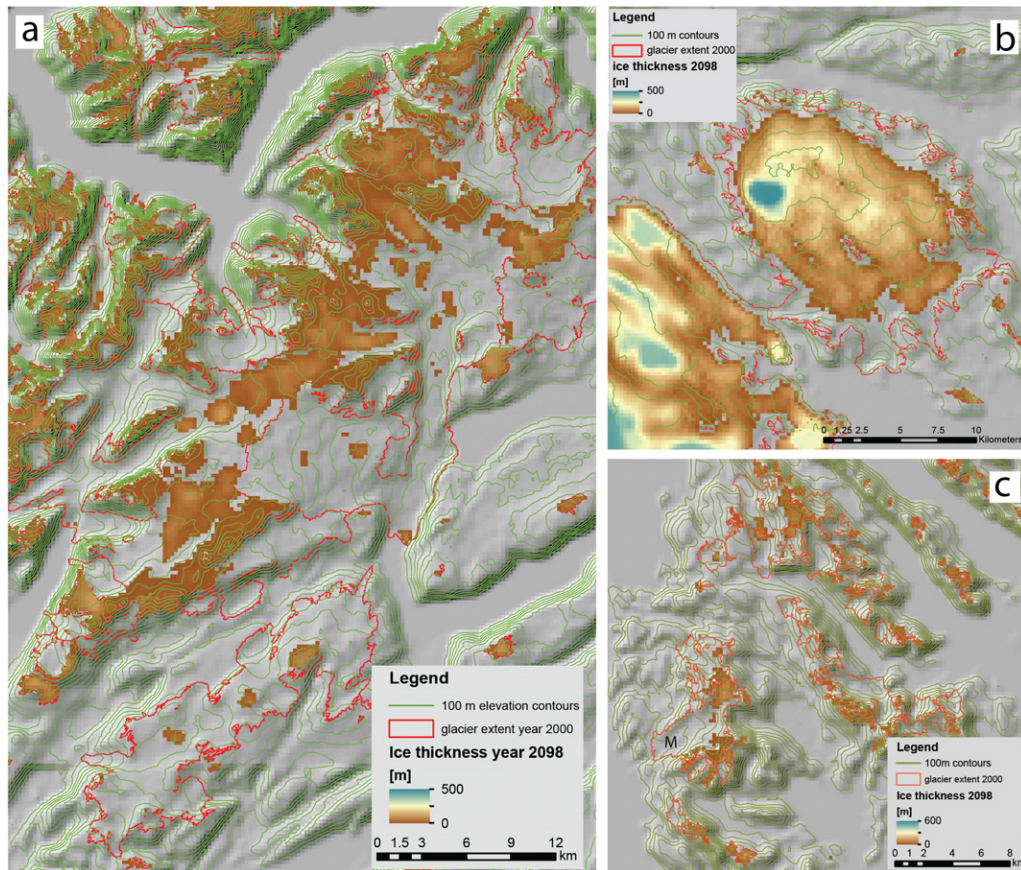 a
Legend
100 m elevation contours
glacier extent year 2000
Ice thickness year 2098
[m]
500
0
0 1.5 3 6 9 12
km
b
Legend
100 m contours
glacier extent 2000
Ice thickness 2098
[m]
500
0
0 1.25 2.5 5 7.5 10
Kilometers
c
M
Legend
100m contours
glacier extent 2000
Ice thickness 2098
[m]
600
0
0 1 2 4 6 8
km